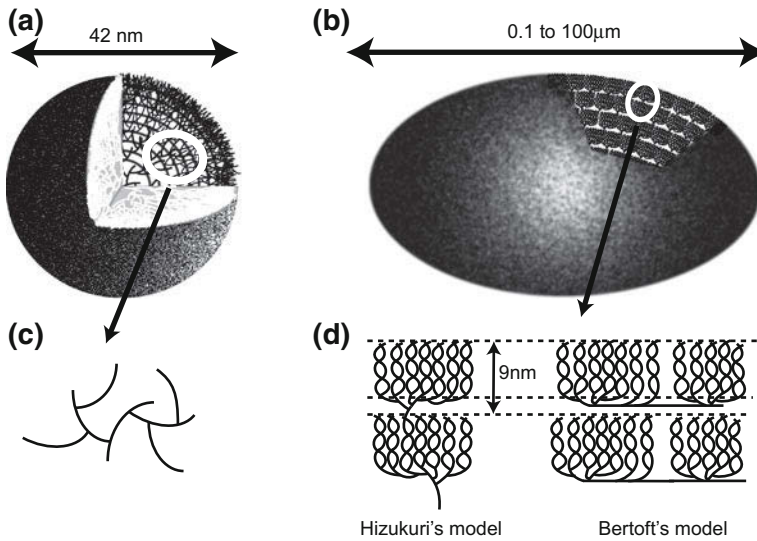 (a)
42 nm
(b)
0.1 to 100μm
(c)
(d)
9nm
Hizukuri's model
Bertoft's model